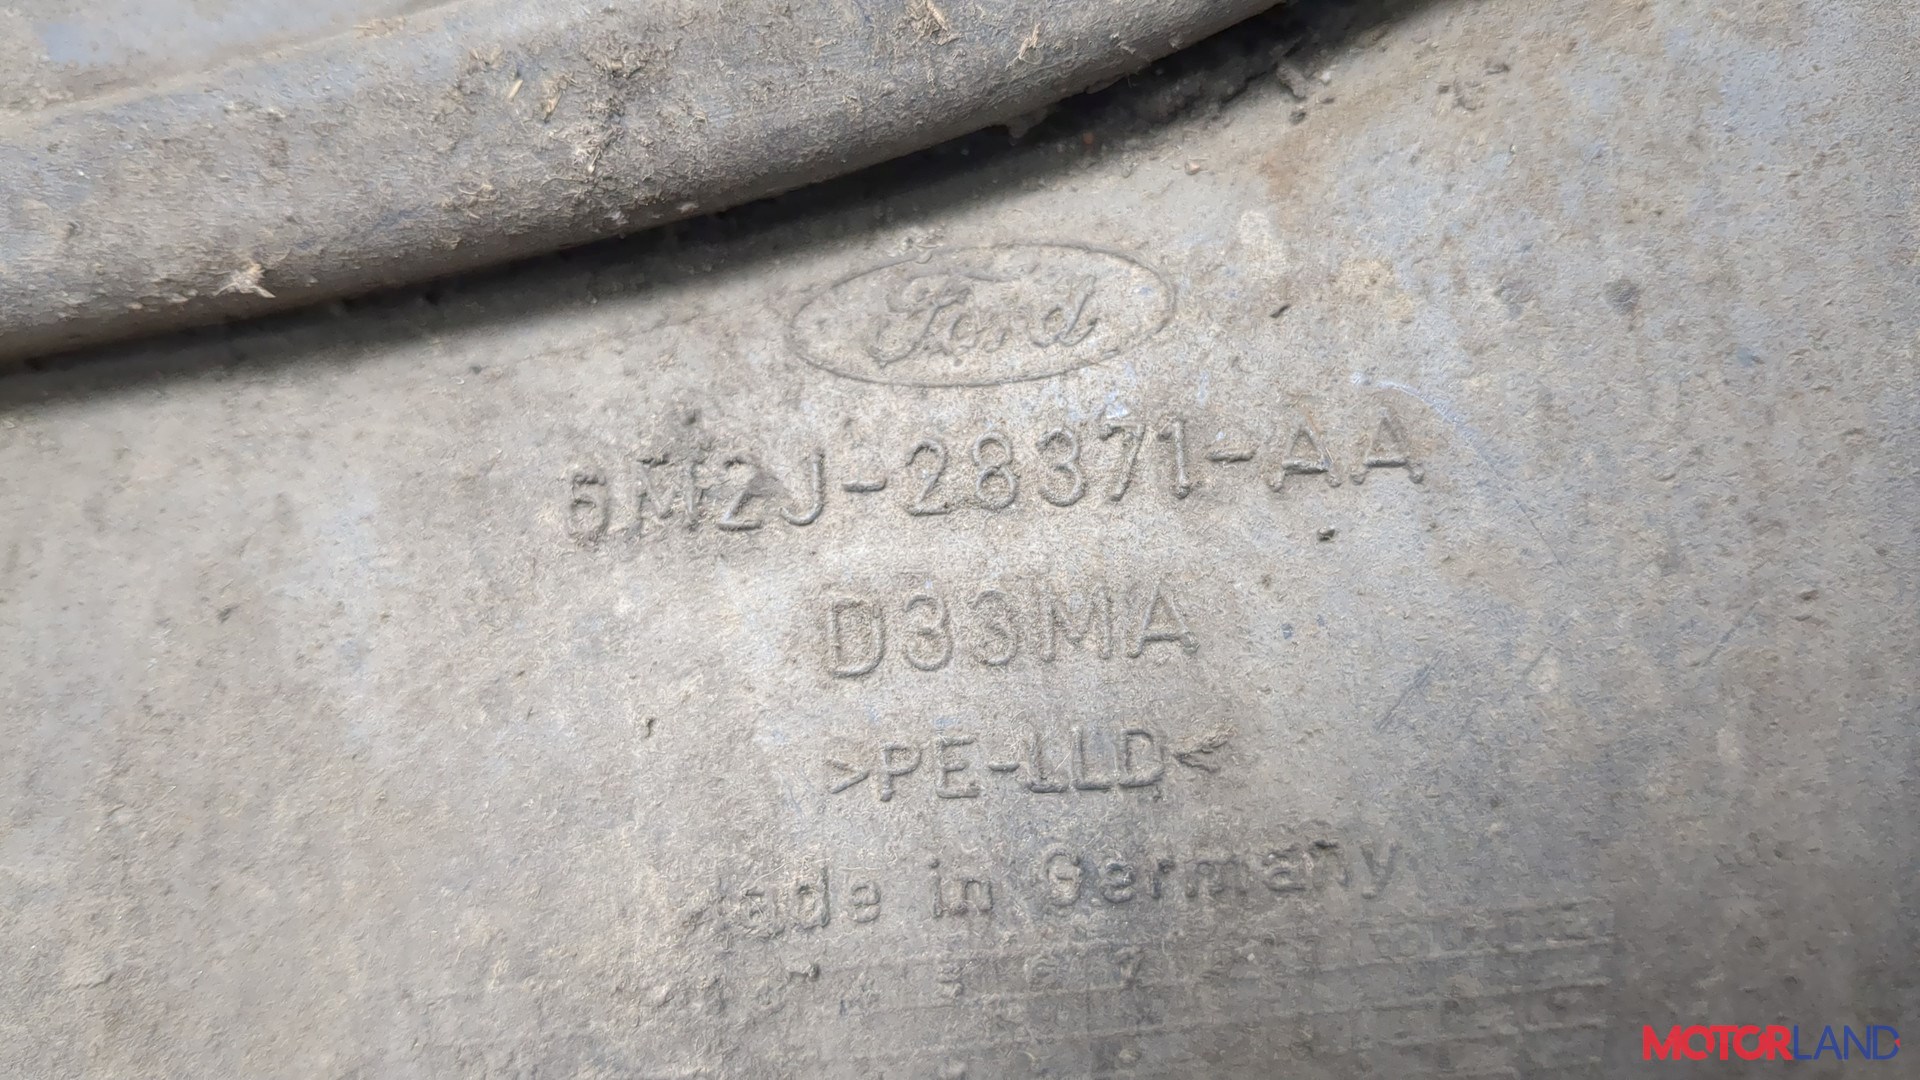 Ford
6M2J-28371-AA
D33MA
>PE-LLD<
Made in Germany
MOTORLAND